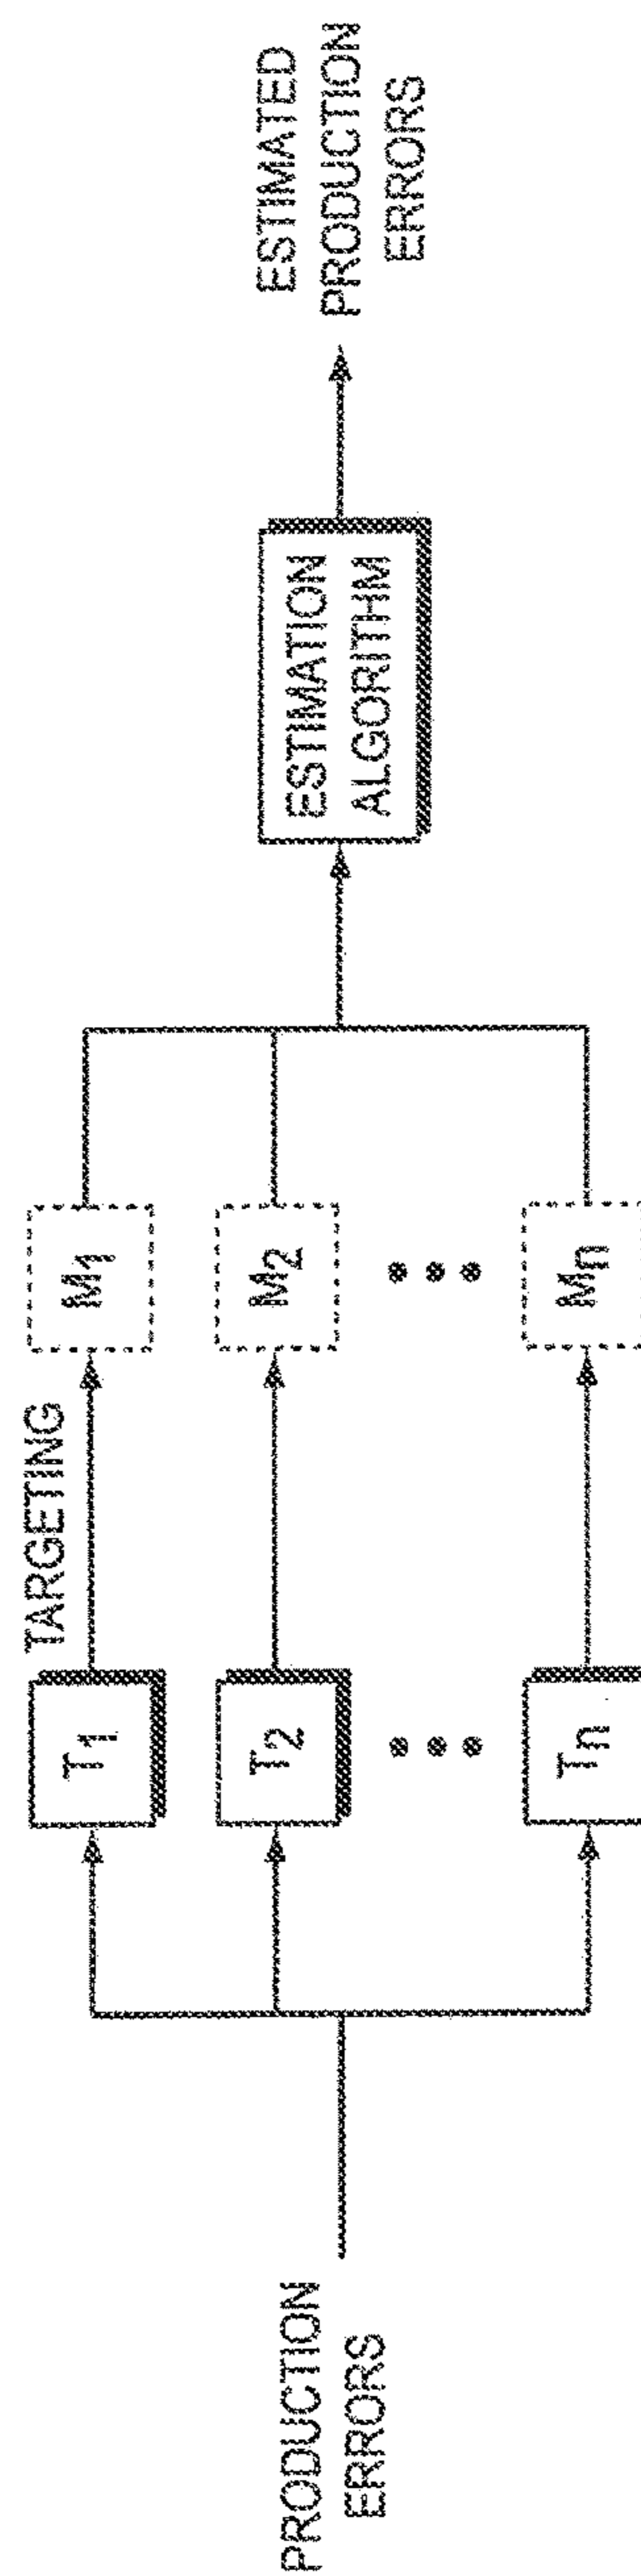 PRODUCTION
ERRORS
T1
T2
Tn
TARGETING
M1
M2
Mn
ESTIMATION
ALGORITHM
ESTIMATED
PRODUCTION
ERRORS